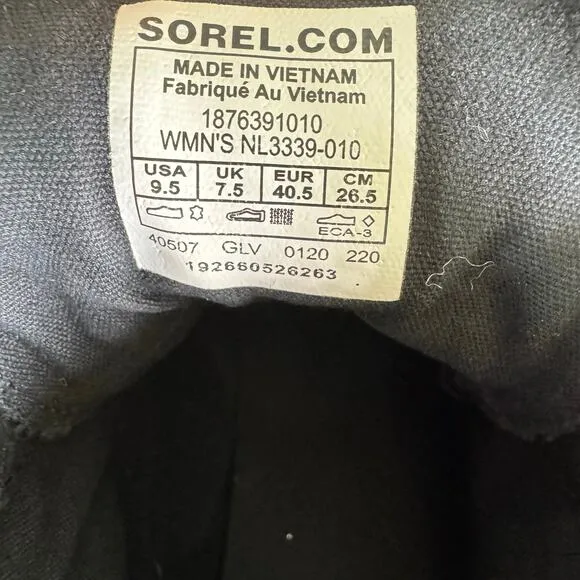 SOREL.COM
MADE IN VIETNAM
Fabriqué Au Vietnam
1876391010
WMN'S NL3339-010
USA UK EUR CM
9.5 7.5 40.5 26.5
ECA-3
40507 GLV 0120 220
192660526263